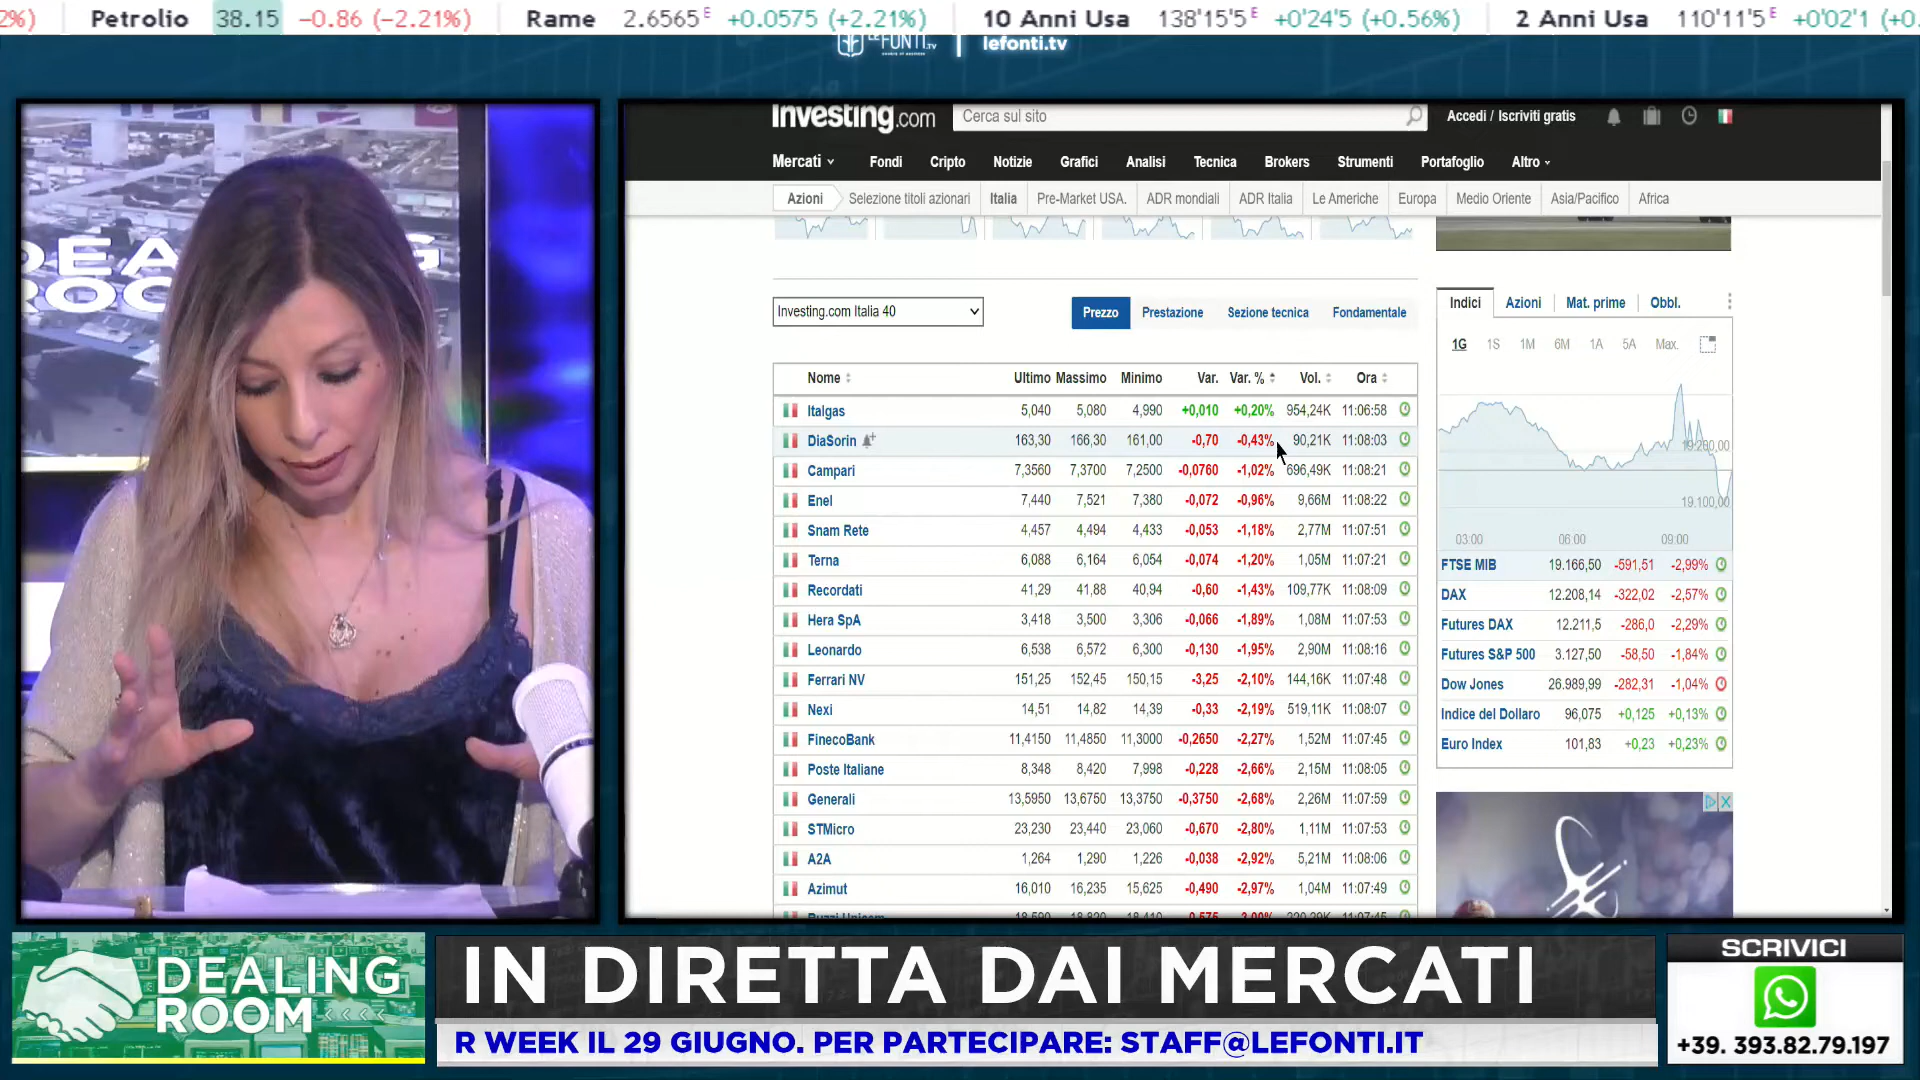 2%) Petrolio 38.15 −0.86 (−2.21%) Rame 2.6565 E +0.0575 (+2.21%) 10 Anni Usa 138'15'5 E +0'24'5 (+0.56%) 2 Anni Usa 110'11'5 E +0'02'1 (+0
LEFONTI.TV lefonti.tv
DEALING
ROOM
Investing.com Cerca sul sito Accedi / Iscriviti gratis
Mercati Fondi Cripto Notizie Grafici Analisi Tecnica Brokers Strumenti Portafoglio Altro
Azioni Selezione titoli azionari Italia Pre-Market USA. ADR mondiali ADR Italia Le Americhe Europa Medio Oriente Asia/Pacifico Africa
Investing.com Italia 40 Prezzo Prestazione Sezione tecnica Fondamentale
Nome Ultimo Massimo Minimo Var. Var. % Vol. Ora
Italgas 5,040 5,080 4,990 +0,010 +0,20% 954,24K 11:06:58
DiaSorin 163,30 166,30 161,00 -0,70 -0,43% 90,21K 11:08:03
Campari 7,3560 7,3700 7,2500 -0,0760 -1,02% 696,49K 11:08:21
Enel 7,440 7,521 7,380 -0,072 -0,96% 9,66M 11:08:22
Snam Rete 4,457 4,494 4,433 -0,053 -1,18% 2,77M 11:07:51
Terna 6,088 6,164 6,054 -0,074 -1,20% 1,05M 11:07:21
Recordati 41,29 41,88 40,94 -0,60 -1,43% 109,77K 11:08:09
Hera SpA 3,418 3,500 3,306 -0,066 -1,89% 1,08M 11:07:53
Leonardo 6,538 6,572 6,300 -0,130 -1,95% 2,90M 11:08:16
Ferrari NV 151,25 152,45 150,15 -3,25 -2,10% 144,16K 11:07:48
Nexi 14,51 14,82 14,39 -0,33 -2,19% 519,11K 11:08:07
FinecoBank 11,4150 11,4850 11,3000 -0,2650 -2,27% 1,52M 11:07:45
Poste Italiane 8,348 8,420 7,998 -0,228 -2,66% 2,15M 11:08:05
Generali 13,5950 13,6750 13,3750 -0,3750 -2,68% 2,26M 11:07:59
STMicro 23,230 23,440 23,060 -0,670 -2,80% 1,11M 11:07:53
A2A 1,264 1,290 1,226 -0,038 -2,92% 5,21M 11:08:06
Azimut 16,010 16,235 15,625 -0,490 -2,97% 1,04M 11:07:49
Indici Azioni Mat. prime Obbl.
1G 1S 1M 6M 1A 5A Max.
19.200,00
19.100,00
03:00 06:00 09:00
FTSE MIB 19.166,50 -591,51 -2,99%
DAX 12.208,14 -322,02 -2,57%
Futures DAX 12.211,5 -286,0 -2,29%
Futures S&P 500 3.127,50 -58,50 -1,84%
Dow Jones 26.989,99 -282,31 -1,04%
Indice del Dollaro 96,075 +0,125 +0,13%
Euro Index 101,83 +0,23 +0,23%
DEALING
ROOM
IN DIRETTA DAI MERCATI
R WEEK IL 29 GIUGNO. PER PARTECIPARE: STAFF@LEFONTI.IT
SCRIVICI
+39. 393.82.79.197